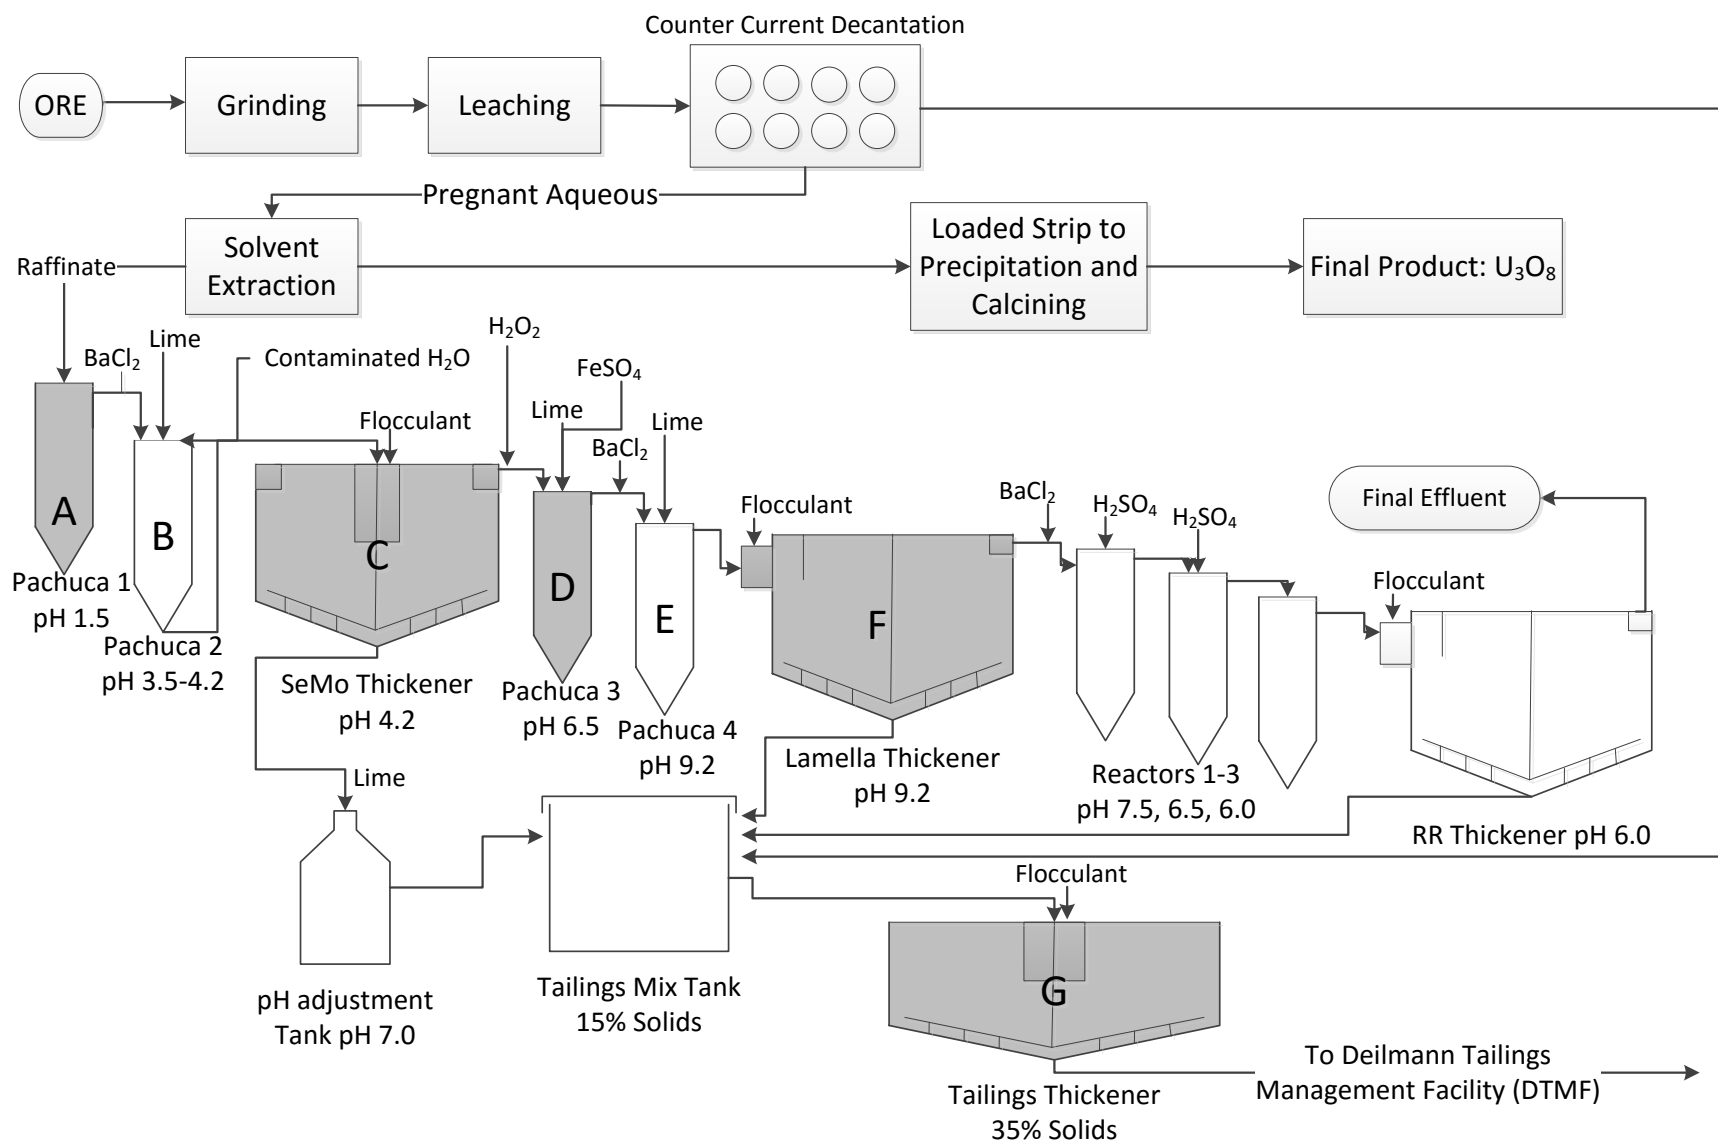 Counter Current Decantation
ORE
Grinding
Leaching
Pregnant Aqueous
Raffinate
Solvent
Extraction
Loaded Strip to
Precipitation and
Calcining
Final Product: U₃O₈
BaCl₂
Lime
Contaminated H₂O
Flocculant
H₂O₂
FeSO₄
Lime
BaCl₂
Lime
Flocculant
BaCl₂
H₂SO₄
H₂SO₄
Final Effluent
Flocculant
A
B
C
D
E
F
Pachuca 1
pH 1.5
Pachuca 2
pH 3.5-4.2
SeMo Thickener
pH 4.2
Pachuca 3
pH 6.5
Pachuca 4
pH 9.2
Lamella Thickener
pH 9.2
Reactors 1-3
pH 7.5, 6.5, 6.0
RR Thickener pH 6.0
Lime
pH adjustment
Tank pH 7.0
Tailings Mix Tank
15% Solids
Flocculant
G
Tailings Thickener
35% Solids
To Deilmann Tailings
Management Facility (DTMF)